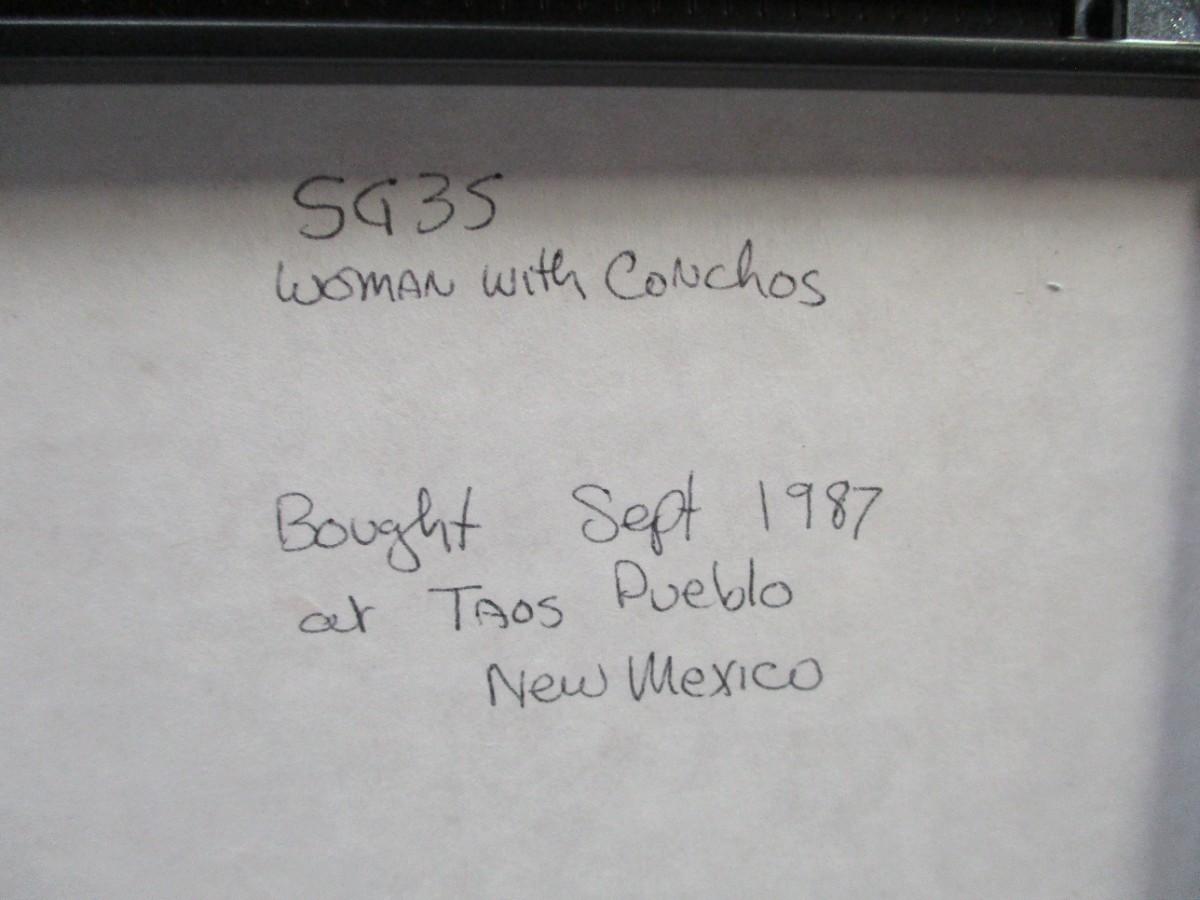 SG35
WOMAN with CoNchos
Bought Sept 1987
at TAOS Pueblo
New Mexico